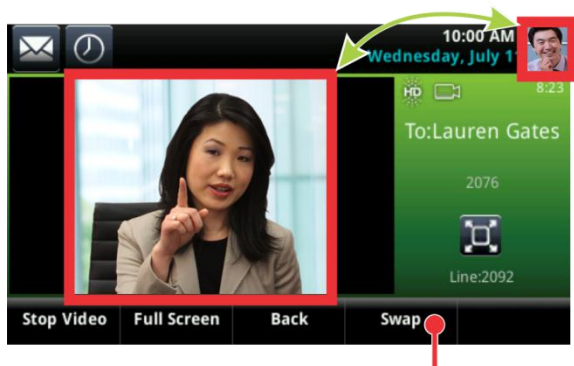 10:00 AM
Wednesday, July 1
HD
8:23
To:Lauren Gates
2076
Line:2092
Stop Video Full Screen Back Swap